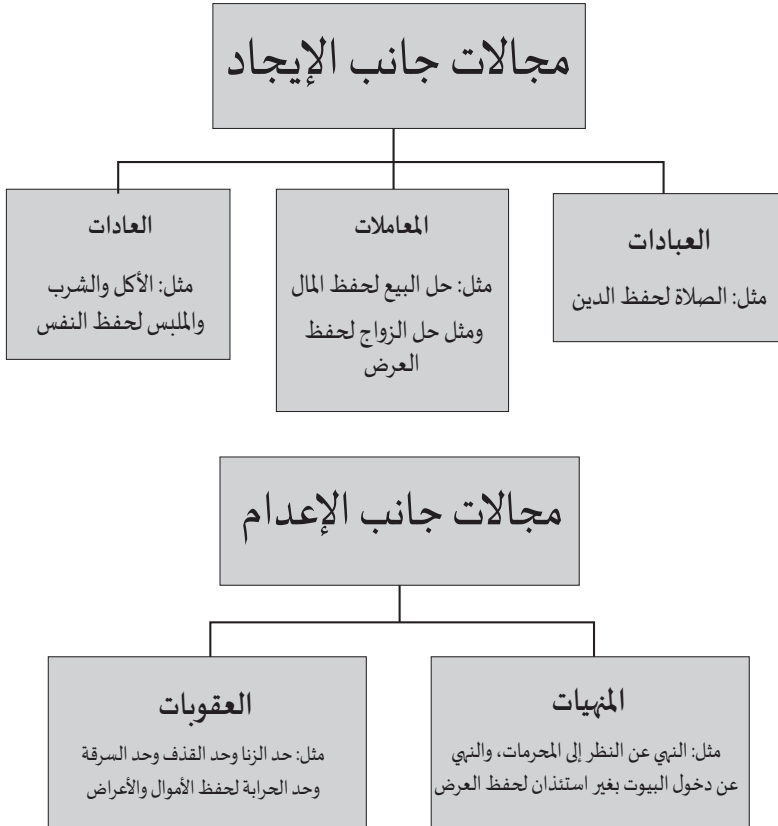 مجالات جانب الإيجاد
العبادات
مثل: الصلاة لحفظ الدين
المعاملات
مثل: حل البيع لحفظ المال
ومثل حل الزواج لحفظ
العرض
العادات
مثل: الأكل والشرب
والملبس لحفظ النفس
مجالات جانب الإعدام
المنهيات
مثل: النهي عن النظر إلى المحرمات، والنهي
عن دخول البيوت بغير استئذان لحفظ العرض
العقوبات
مثل: حد الزنا وحد القذف وحد السرقة
وحد الحرابة لحفظ الأموال والأعراض